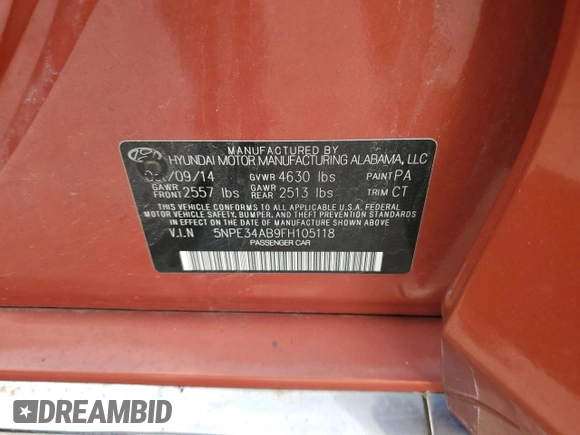 MANUFACTURED BY
HYUNDAI MOTOR MANUFACTURING ALABAMA, LLC
/09/14 GVWR 4630 lbs PAINT PA
GAWR FRONT 2557 lbs GAWR REAR 2513 lbs TRIM CT
THIS VEHICLE CONFORMS TO ALL APPLICABLE U.S.A. FEDERAL
MOTOR VEHICLE SAFETY, BUMPER, AND THEFT PREVENTION STANDARDS
IN EFFECT ON THE DATE OF MANUFACTURE SHOWN ABOVE.
V.I.N 5NPE34AB9FH105118
PASSENGER CAR
DREAMBID